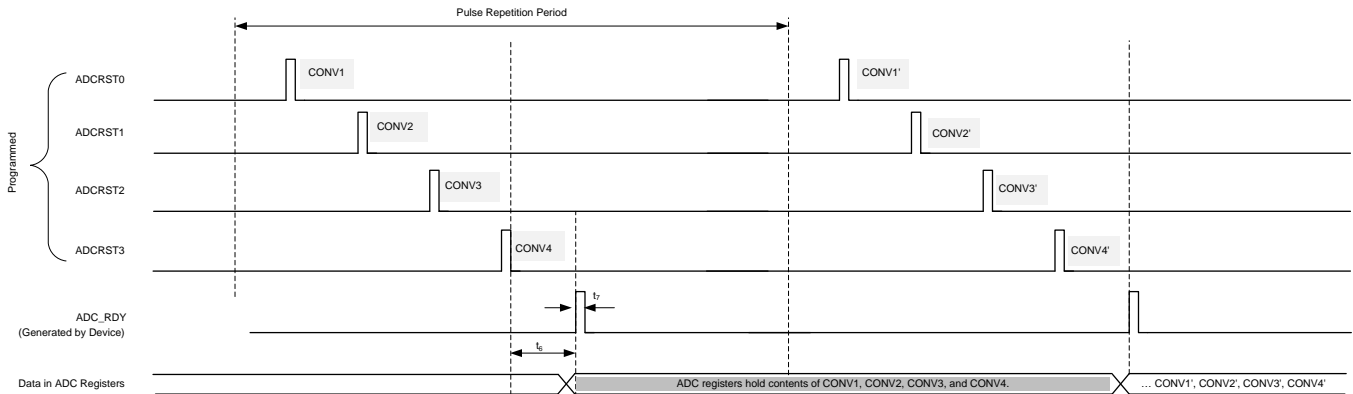 Pulse Repetition Period
Programmed
ADCRST0
CONV1
CONV1'
ADCRST1
CONV2
CONV2'
ADCRST2
CONV3
CONV3'
ADCRST3
CONV4
CONV4'
ADC_RDY
(Generated by Device)
t7
t6
Data in ADC Registers
ADC registers hold contents of CONV1, CONV2, CONV3, and CONV4.
... CONV1', CONV2', CONV3', CONV4'